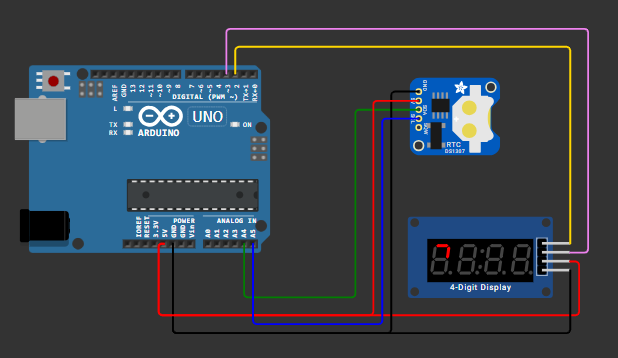 AREF
GND
13
12
~11
~10
~9
8
7
~6
~5
4
~3
2
TX→1
RX←0
DIGITAL (PWM ~)
L
TX
RX
ARDUINO
UNO
ON
IOREF
RESET
3.3V
5V
GND
GND
Vin
POWER
A0
A1
A2
A3
A4
A5
ANALOG IN
GND
5V
SDA
SCL
RTC
DS1307
4-Digit Display